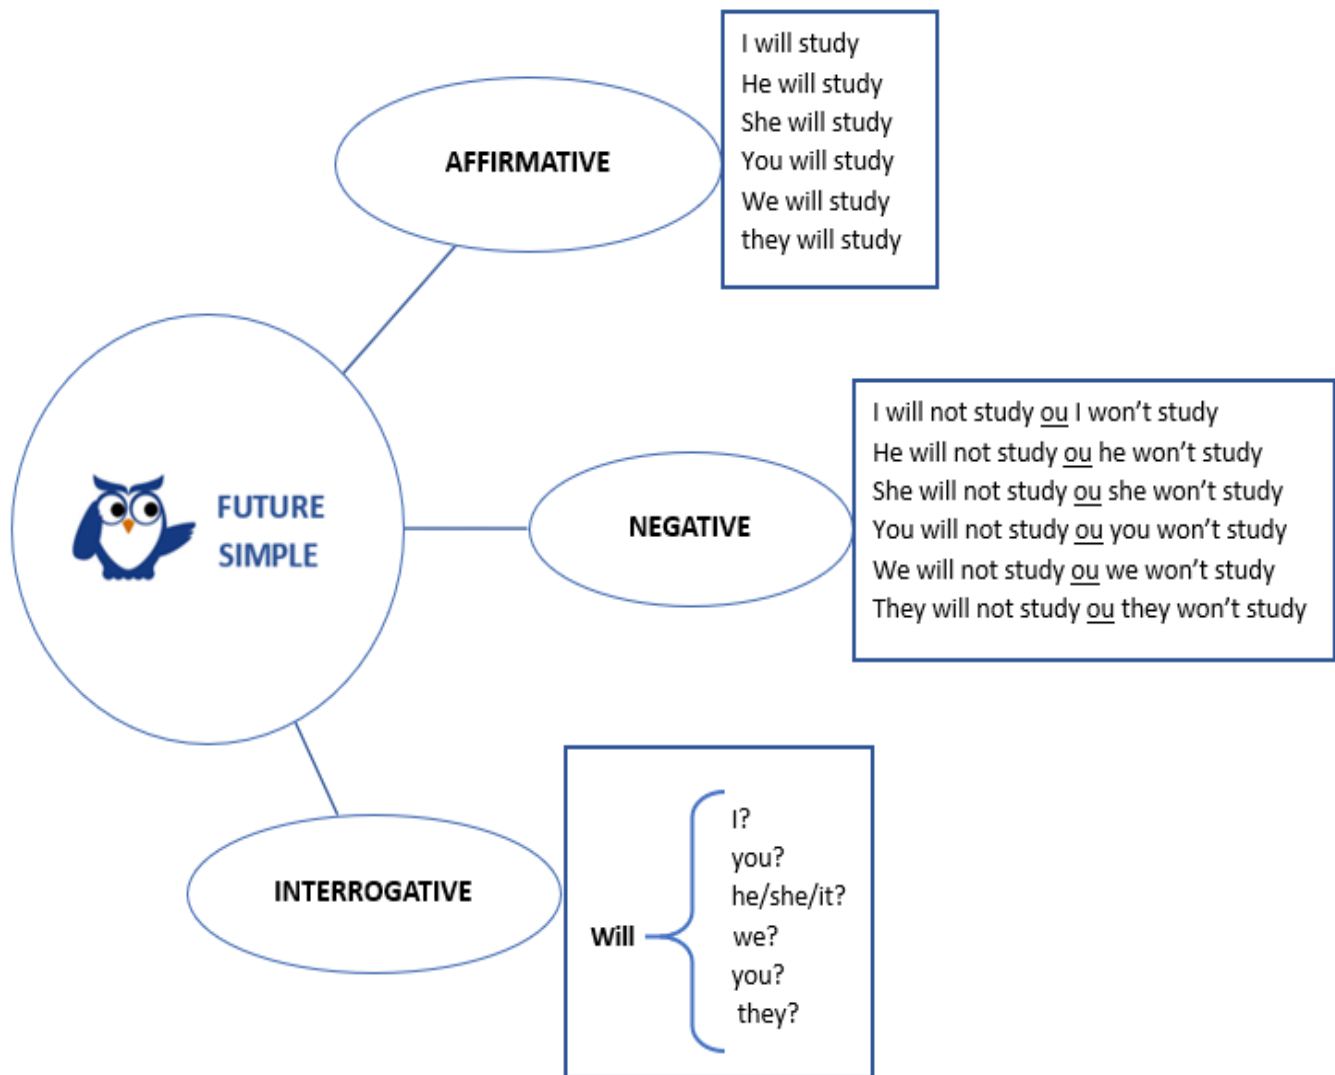 AFFIRMATIVE
I will study
He will study
She will study
You will study
We will study
they will study
FUTURE
SIMPLE
NEGATIVE
I will not study ou I won’t study
He will not study ou he won’t study
She will not study ou she won’t study
You will not study ou you won’t study
We will not study ou we won’t study
They will not study ou they won’t study
INTERROGATIVE
Will
I?
you?
he/she/it?
we?
you?
they?